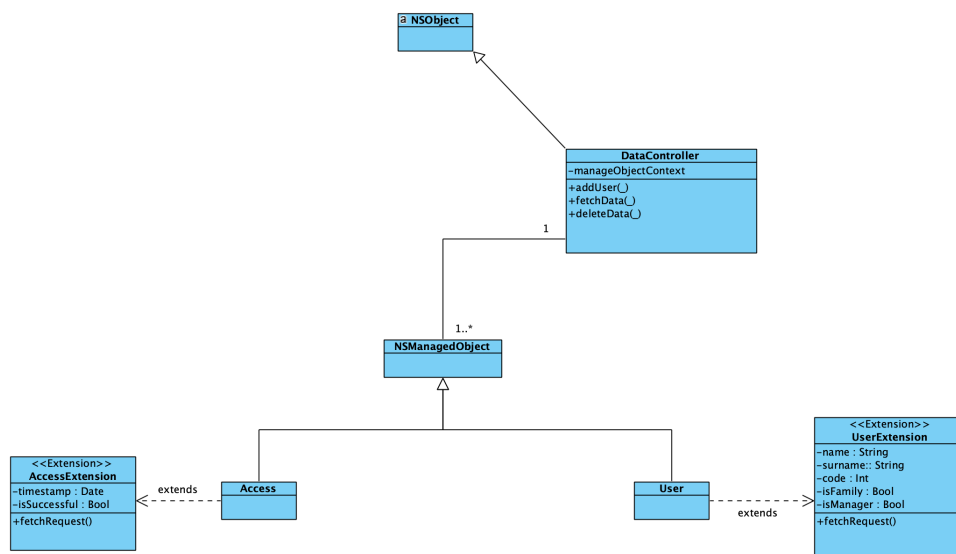 a NSObject
DataController
-manageObjectContext
+addUser(_)
+fetchData(_)
+deleteData(_)
1
1..*
NSManagedObject
<<Extension>>
AccessExtension
-timestamp : Date
-isSuccessful : Bool
+fetchRequest()
extends
Access
User
extends
<<Extension>>
UserExtension
-name : String
-surname:: String
-code : Int
-isFamily : Bool
-isManager : Bool
+fetchRequest()